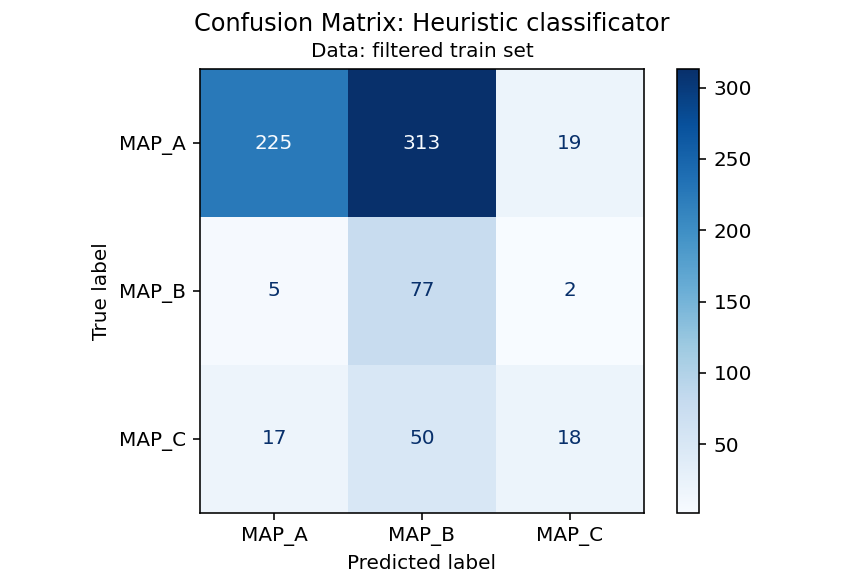 Confusion Matrix: Heuristic classificator
Data: filtered train set
MAP_A 225 313 19
MAP_B 5 77 2
MAP_C 17 50 18
MAP_A MAP_B MAP_C
Predicted label
True label
300
250
200
150
100
50